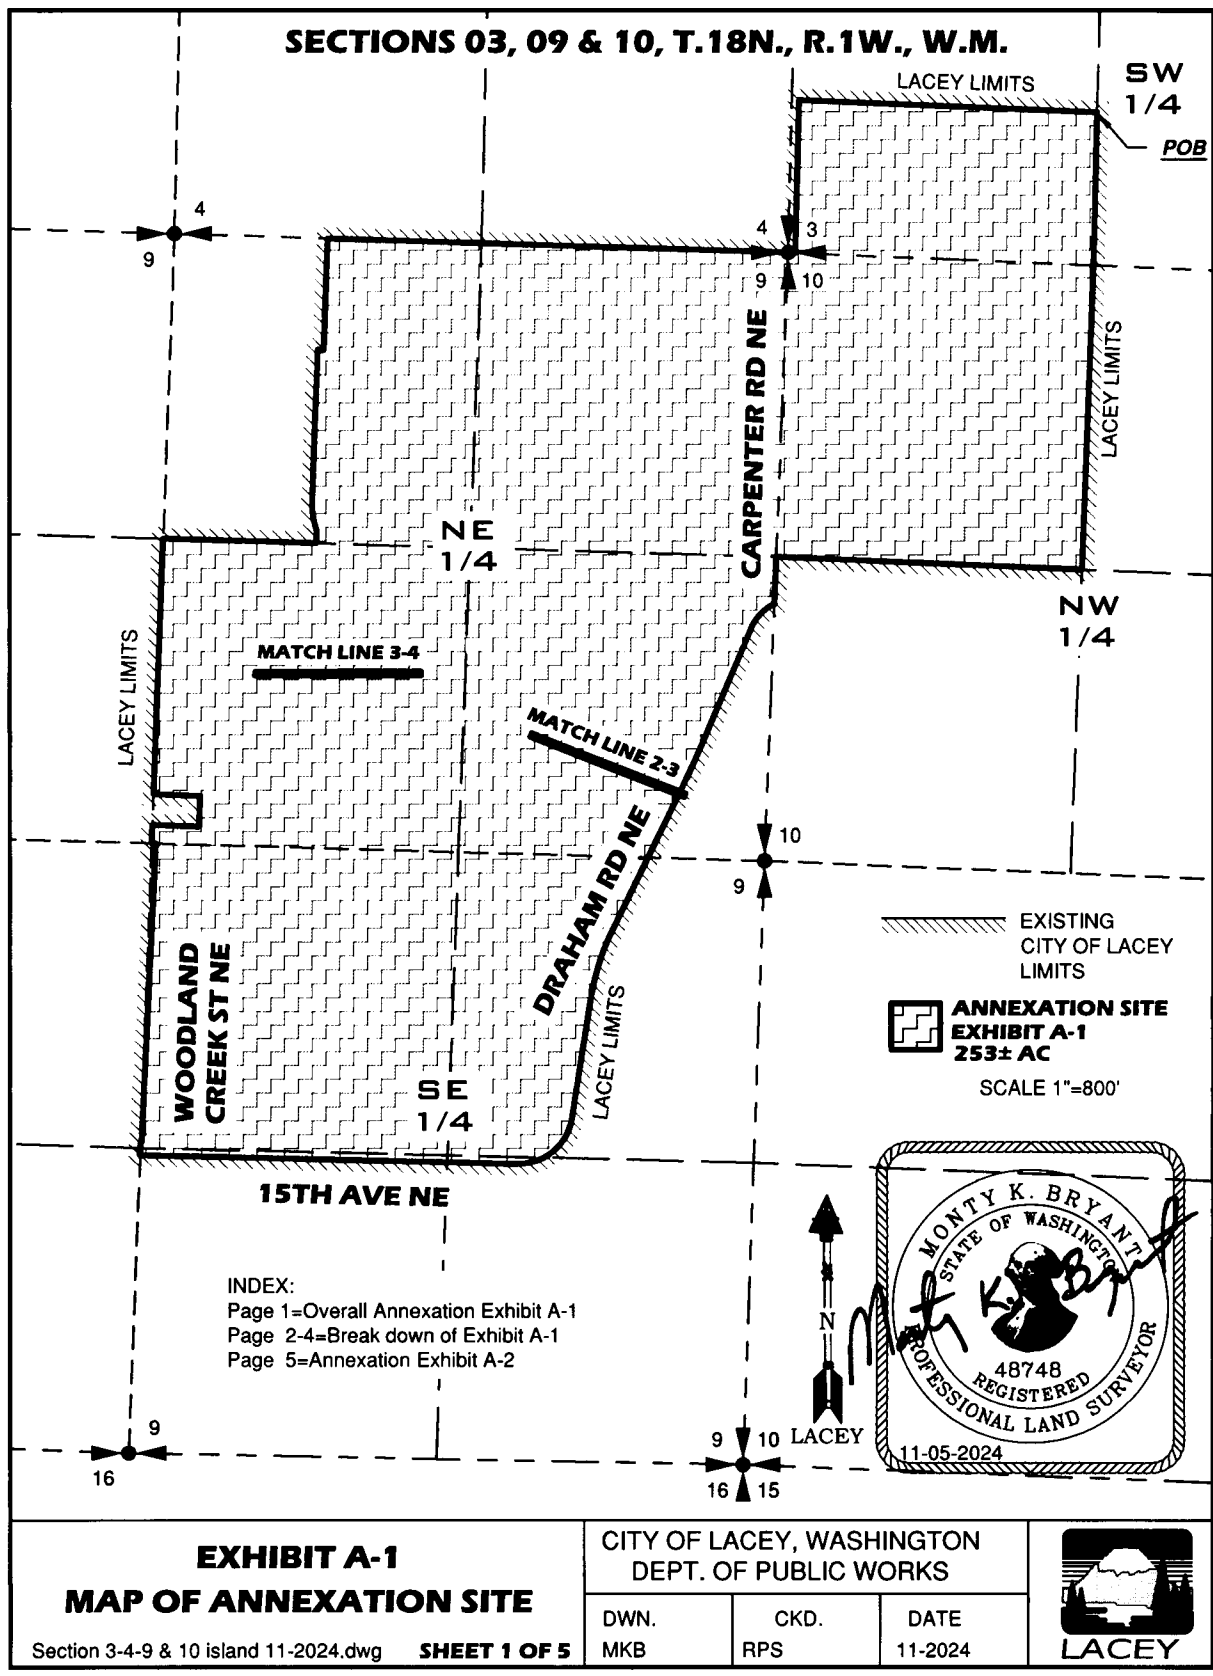 SECTIONS 03, 09 & 10, T.18N., R.1W., W.M.
LACEY LIMITS
SW
1/4
POB
4
9
4
3
9
10
CARPENTER RD NE
LACEY LIMITS
NE
1/4
NW
1/4
LACEY LIMITS
MATCH LINE 3-4
MATCH LINE 2-3
DRAHAM RD NE
10
9
EXISTING
CITY OF LACEY
LIMITS
WOODLAND
CREEK ST NE
LACEY LIMITS
ANNEXATION SITE
EXHIBIT A-1
253± AC
SCALE 1"=800'
SE
1/4
15TH AVE NE
INDEX:
Page 1=Overall Annexation Exhibit A-1
Page 2-4=Break down of Exhibit A-1
Page 5=Annexation Exhibit A-2
N
LACEY
MONTY K. BRYANT
STATE OF WASHINGTON
Monty K. Bryant
48748
REGISTERED
PROFESSIONAL LAND SURVEYOR
11-05-2024
9
16
9
10
16
15
EXHIBIT A-1
MAP OF ANNEXATION SITE
Section 3-4-9 & 10 island 11-2024.dwg
SHEET 1 OF 5
CITY OF LACEY, WASHINGTON
DEPT. OF PUBLIC WORKS
DWN.
MKB
CKD.
RPS
DATE
11-2024
LACEY